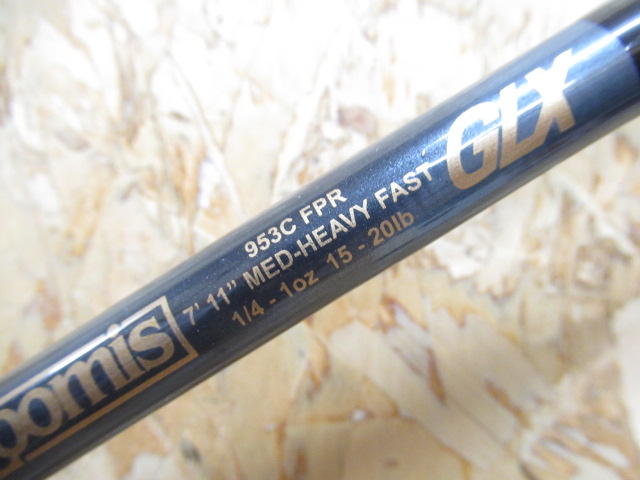 oomis
953C FPR
7' 11" MED-HEAVY FAST
1/4 - 1oz 15 - 20lb
GLX